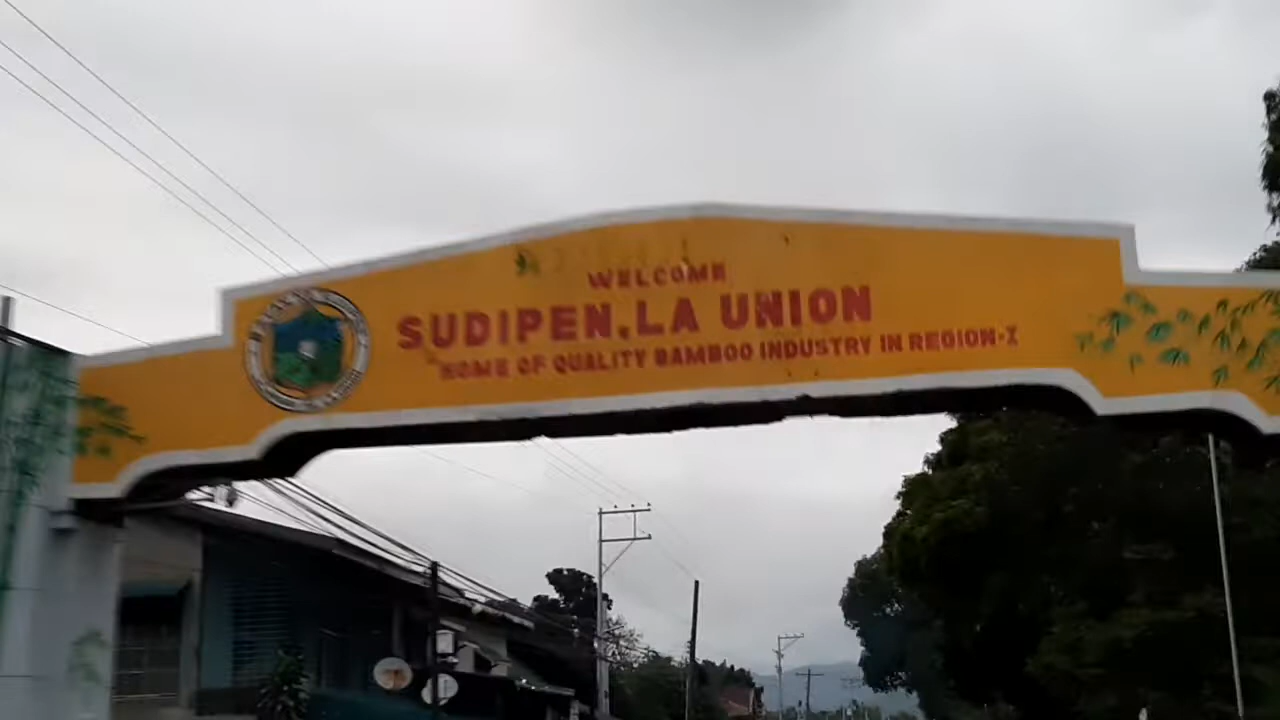 WELCOME
SUDIPEN, LA UNION
HOME OF QUALITY BAMBOO INDUSTRY IN REGION-I